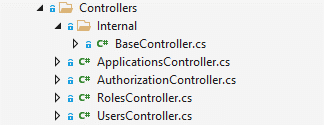 Controllers
Internal
C# BaseController.cs
C# ApplicationsController.cs
C# AuthorizationController.cs
C# RolesController.cs
C# UsersController.cs